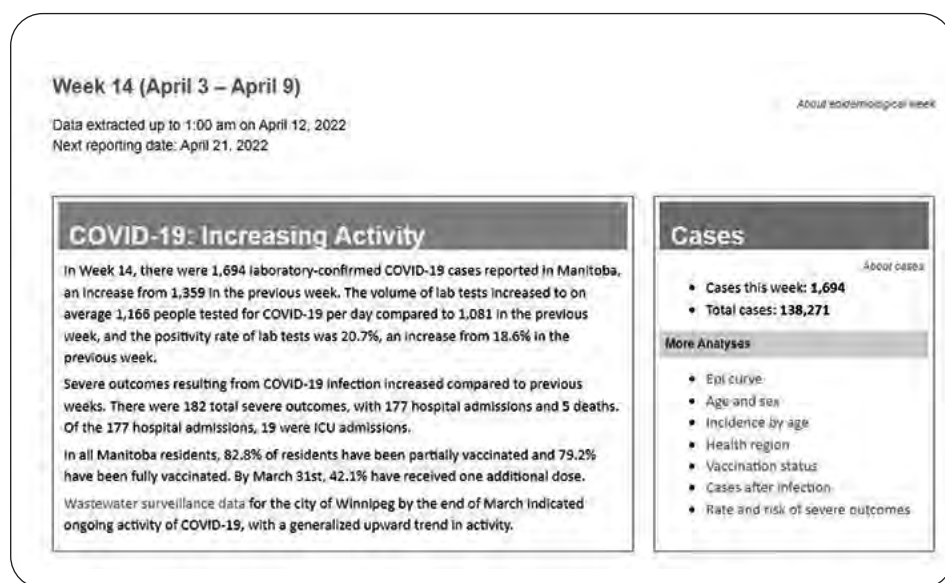 Week 14 (April 3 – April 9)
About epidemiological week
Data extracted up to 1:00 am on April 12, 2022
Next reporting date: April 21, 2022
COVID-19: Increasing Activity
In Week 14, there were 1,694 laboratory-confirmed COVID-19 cases reported in Manitoba,
an increase from 1,359 in the previous week. The volume of lab tests increased to on
average 1,166 people tested for COVID-19 per day compared to 1,081 in the previous
week, and the positivity rate of lab tests was 20.7%, an increase from 18.6% in the
previous week.
Severe outcomes resulting from COVID-19 infection increased compared to previous
weeks. There were 182 total severe outcomes, with 177 hospital admissions and 5 deaths.
Of the 177 hospital admissions, 19 were ICU admissions.
In all Manitoba residents, 82.8% of residents have been partially vaccinated and 79.2%
have been fully vaccinated. By March 31st, 42.1% have received one additional dose.
Wastewater surveillance data for the city of Winnipeg by the end of March indicated
ongoing activity of COVID-19, with a generalized upward trend in activity.
Cases
About cases
• Cases this week: 1,694
• Total cases: 138,271
More Analyses
• Epi curve
• Age and sex
• Incidence by age
• Health region
• Vaccination status
• Cases after infection
• Rate and risk of severe outcomes